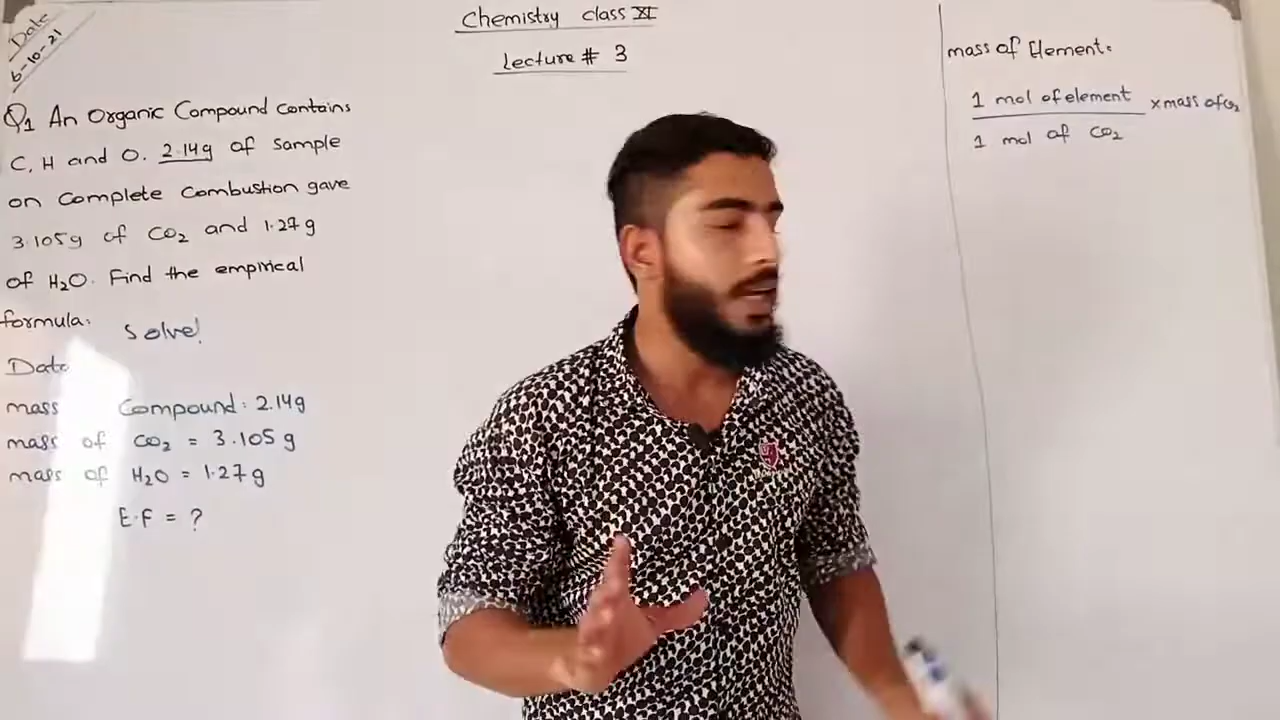 Date
6-10-21
Chemistry class XI
Lecture # 3
Q1 An Organic Compound Contains
C, H and O. 2.14g of Sample
on Complete Combustion gave
3.105g of CO2 and 1.27g
of H2O. Find the empirical
formula.
Solve!
Data
mass Compound: 2.14g
mass of CO2 = 3.105 g
mass of H2O = 1.27g
E.F = ?
mass of Element:
1 mol of element × mass of CO2
1 mol of CO2